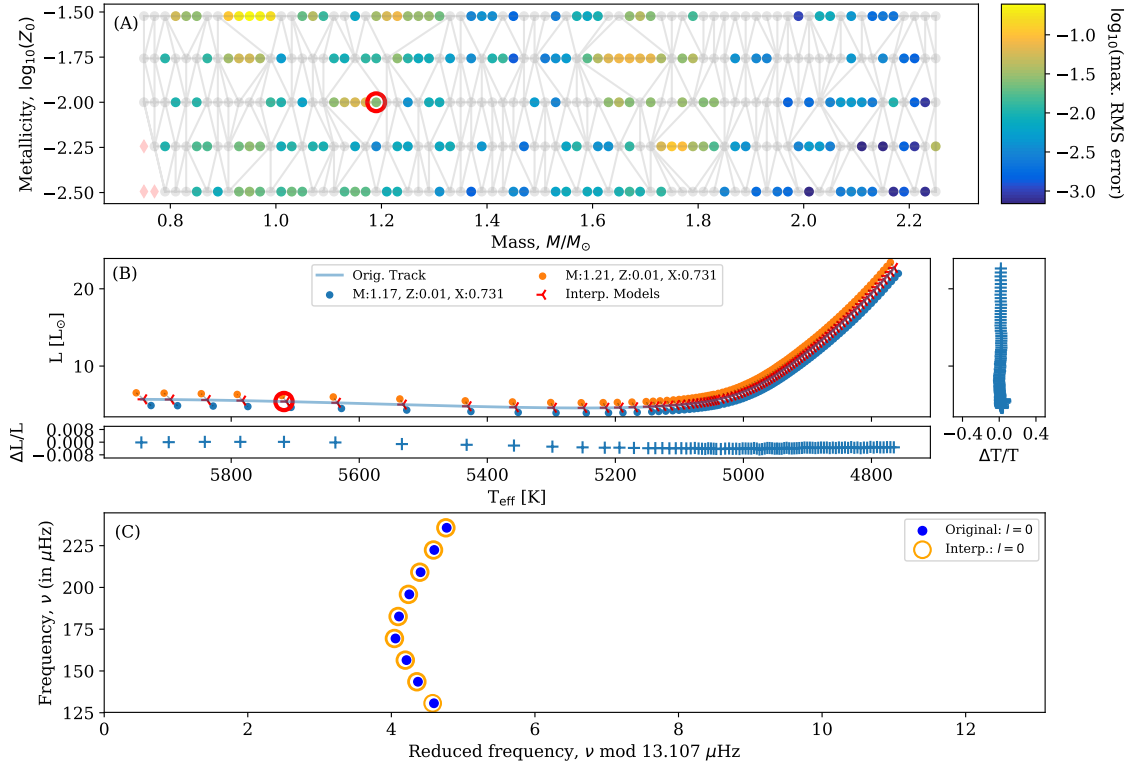 (A)
Metallicity, log₁₀(Z₀)
−1.50
−1.75
−2.00
−2.25
−2.50
0.8 1.0 1.2 1.4 1.6 1.8 2.0 2.2
Mass, M/M⊙
log₁₀(max. RMS error)
−1.0
−1.5
−2.0
−2.5
−3.0
(B)
L [L⊙]
20
10
Orig. Track
M:1.17, Z:0.01, X:0.731
M:1.21, Z:0.01, X:0.731
Interp. Models
ΔL/L
0.008
0.000
−0.008
5800 5600 5400 5200 5000 4800
T_eff [K]
−0.4 0.0 0.4
ΔT/T
(C)
Frequency, ν (in μHz)
225
200
175
150
125
Original: l = 0
Interp.: l = 0
0 2 4 6 8 10 12
Reduced frequency, ν mod 13.107 μHz